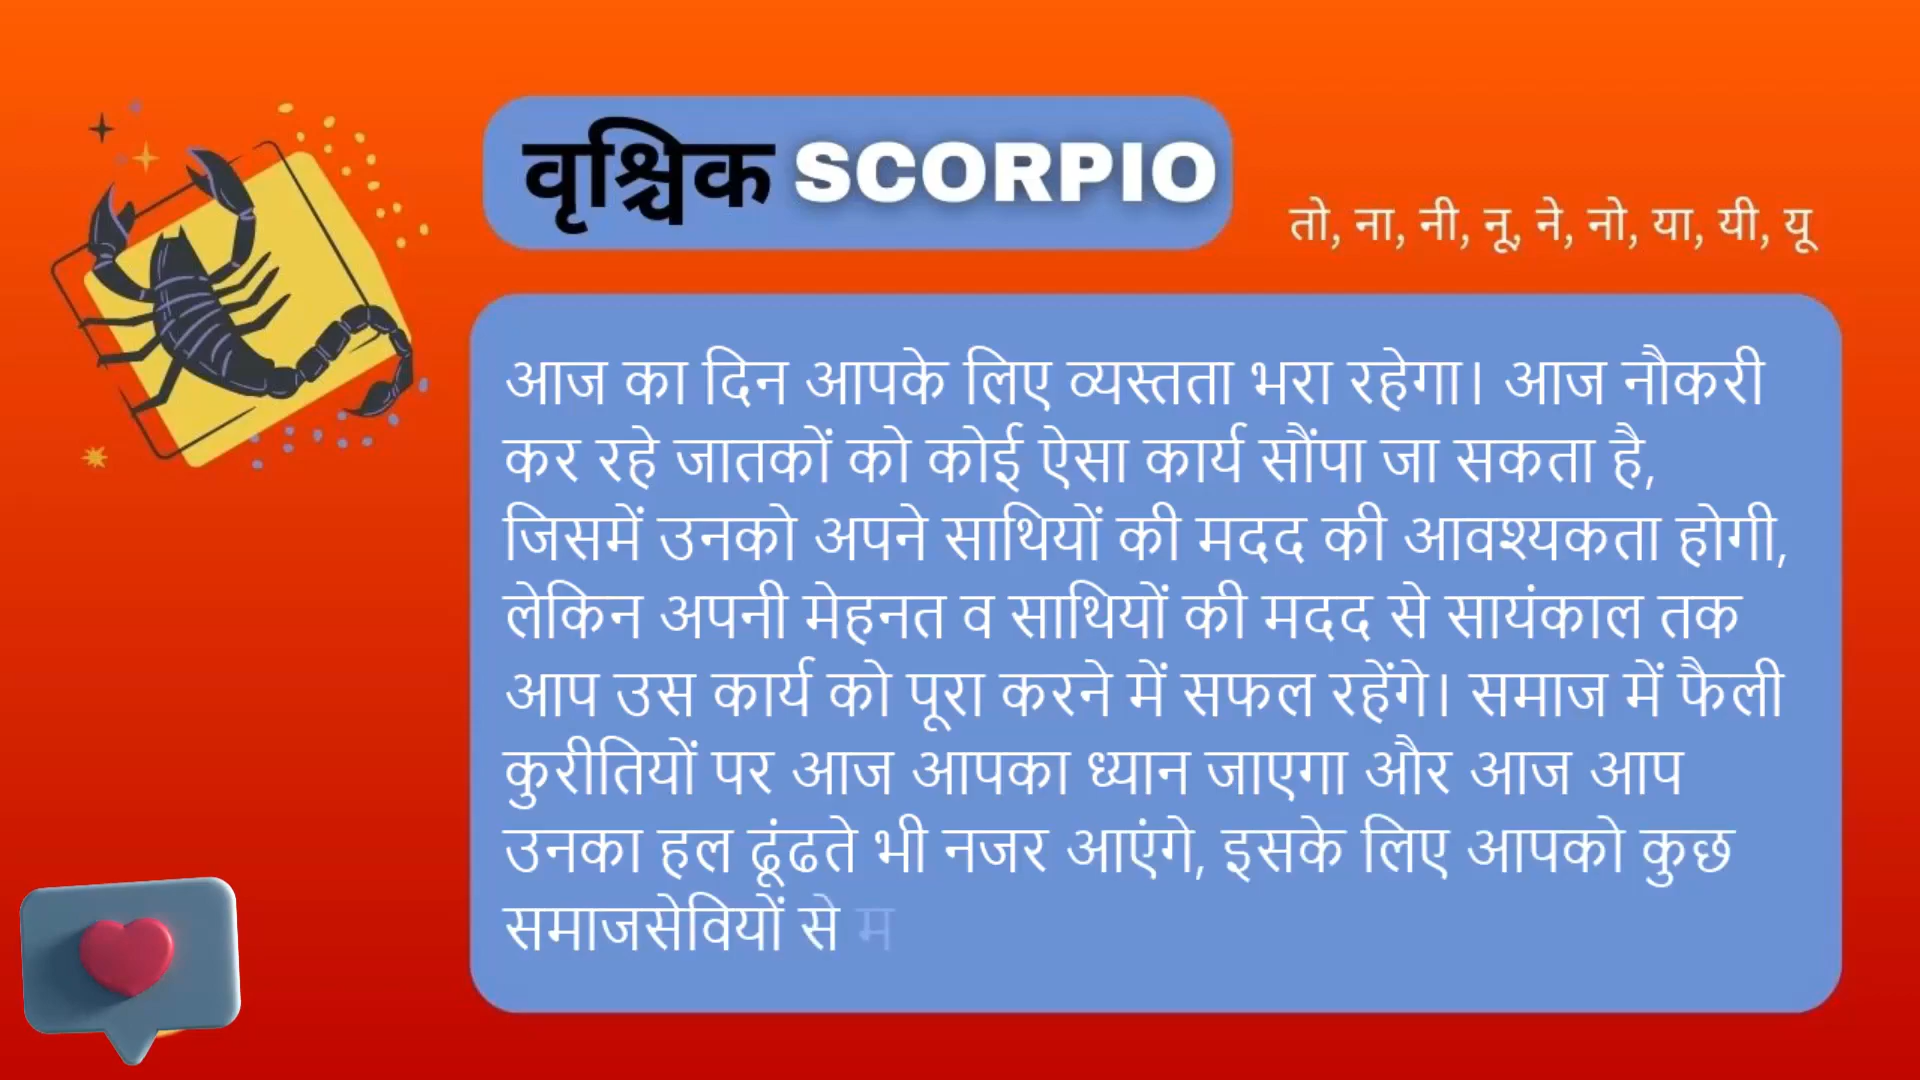 वृश्चिक SCORPIO
तो, ना, नी, नू, ने, नो, या, यी, यू
आज का दिन आपके लिए व्यस्तता भरा रहेगा। आज नौकरी
कर रहे जातकों को कोई ऐसा कार्य सौंपा जा सकता है,
जिसमें उनको अपने साथियों की मदद की आवश्यकता होगी,
लेकिन अपनी मेहनत व साथियों की मदद से सायंकाल तक
आप उस कार्य को पूरा करने में सफल रहेंगे। समाज में फैली
कुरीतियों पर आज आपका ध्यान जाएगा और आज आप
उनका हल ढूंढते भी नजर आएंगे, इसके लिए आपको कुछ
समाजसेवियों से म